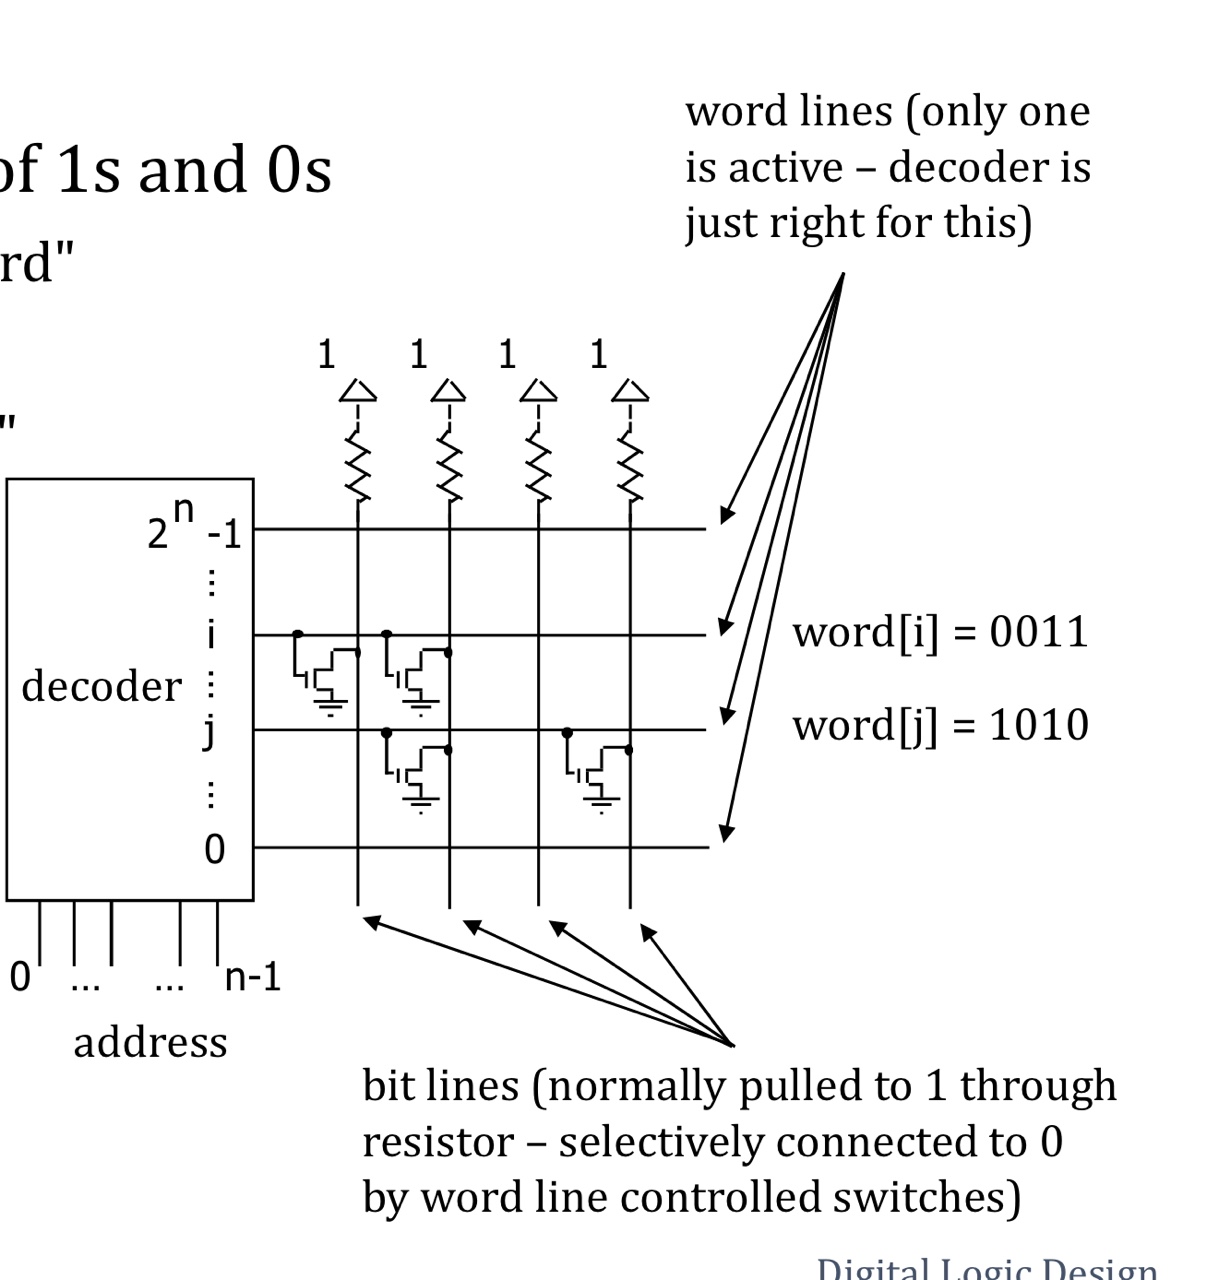 word lines (only one
is active – decoder is
just right for this)
of 1s and 0s
rd"
"
1 1 1 1
2^n -1
⋮
i
word[i] = 0011
decoder ⋮
j
word[j] = 1010
⋮
0
0 ... ... n-1
address
bit lines (normally pulled to 1 through
resistor – selectively connected to 0
by word line controlled switches)
Digital Logic Design